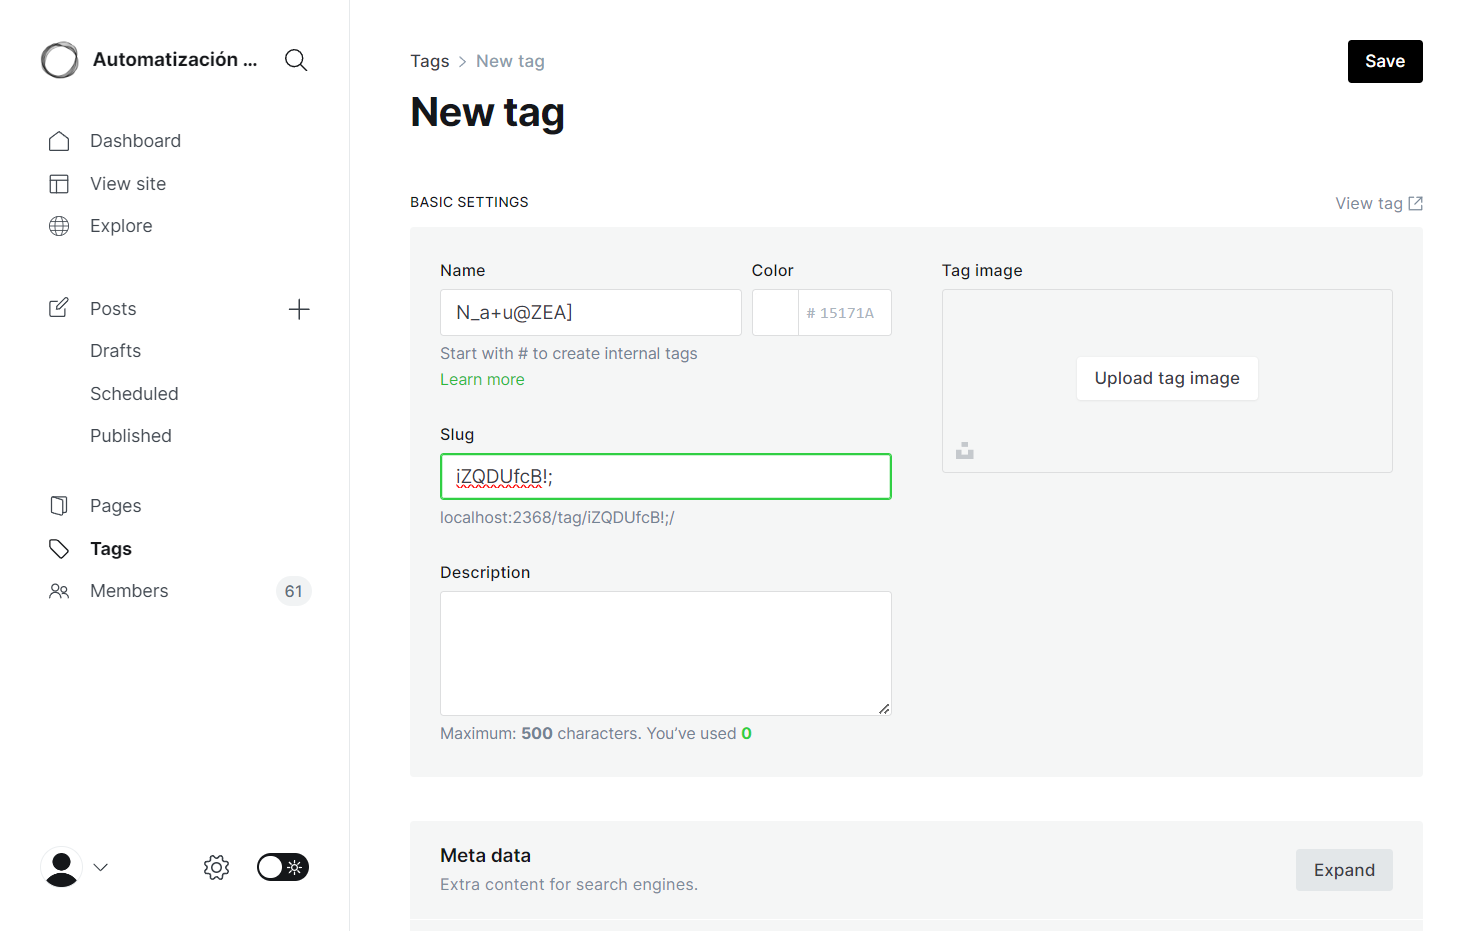 Automatización ...
Dashboard
View site
Explore
Posts
Drafts
Scheduled
Published
Pages
Tags
Members 61
Tags > New tag
Save
New tag
BASIC SETTINGS
View tag
Name
N_a+u@ZEA]
Start with # to create internal tags
Learn more
Color
# 15171A
Slug
iZQDUfcB!;
localhost:2368/tag/iZQDUfcB!;/
Description
Maximum: 500 characters. You’ve used 0
Tag image
Upload tag image
Meta data
Extra content for search engines.
Expand